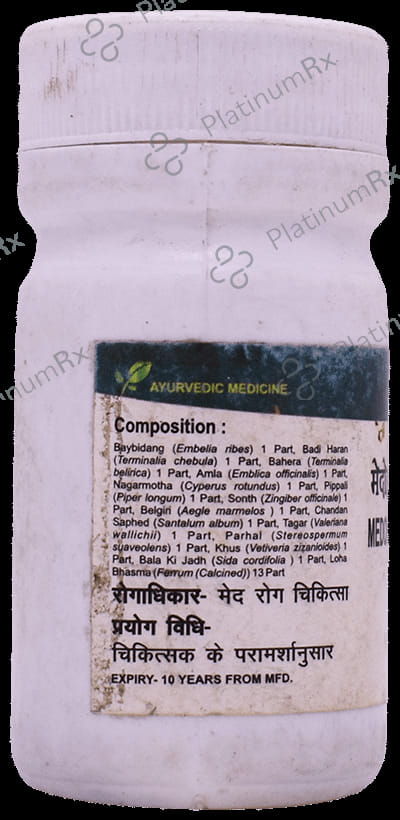 AYURVEDIC MEDICINE
Composition :
Baybidang (Embelia ribes) 1 Part, Badi Haran
(Terminalia chebula) 1 Part, Bahera (Terminalia
belirica) 1 Part, Amla (Emblica officinalis) 1 Part,
Nagarmotha (Cyperus rotundus) 1 Part, Pippali
(Piper longum) 1 Part, Sonth (Zingiber officinale) 1
Part, Belgiri (Aegle marmelos ) 1 Part, Chandan
Saphed (Santalum album) 1 Part, Tagar (Valeriana
wallichii) 1 Part, Parhal (Stereospermum
suaveolens) 1 Part, Khus (Vetiveria zizanioides) 1
Part, Bala Ki Jadh (Sida cordifolia ) 1 Part, Loha
Bhasma (Ferrum (Calcined)) 13 Part
रोगाधिकार- मेद रोग चिकित्सा
प्रयोग विधि-
चिकित्सक के परामर्शानुसार
EXPIRY- 10 YEARS FROM MFD.
PlatinumRx
PlatinumRx
PlatinumRx
PlatinumRx